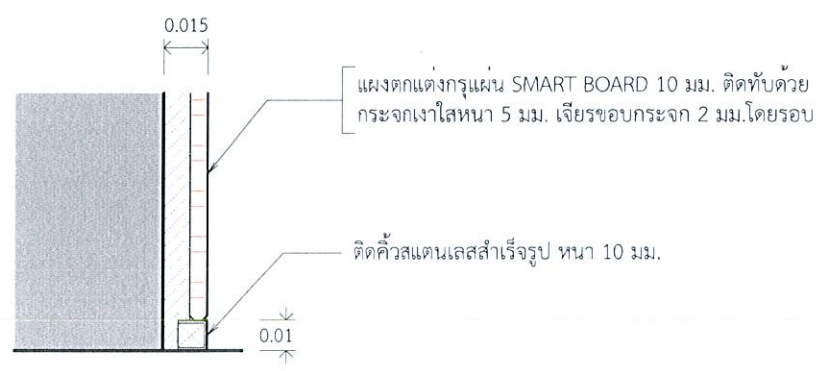 0.015
แผงตกแต่งกรุแผ่น SMART BOARD 10 มม. ติดทับด้วย
กระจกเงาใสหนา 5 มม. เจียรขอบกระจก 2 มม.โดยรอบ
ติดคิ้วสแตนเลสสำเร็จรูป หนา 10 มม.
0.01